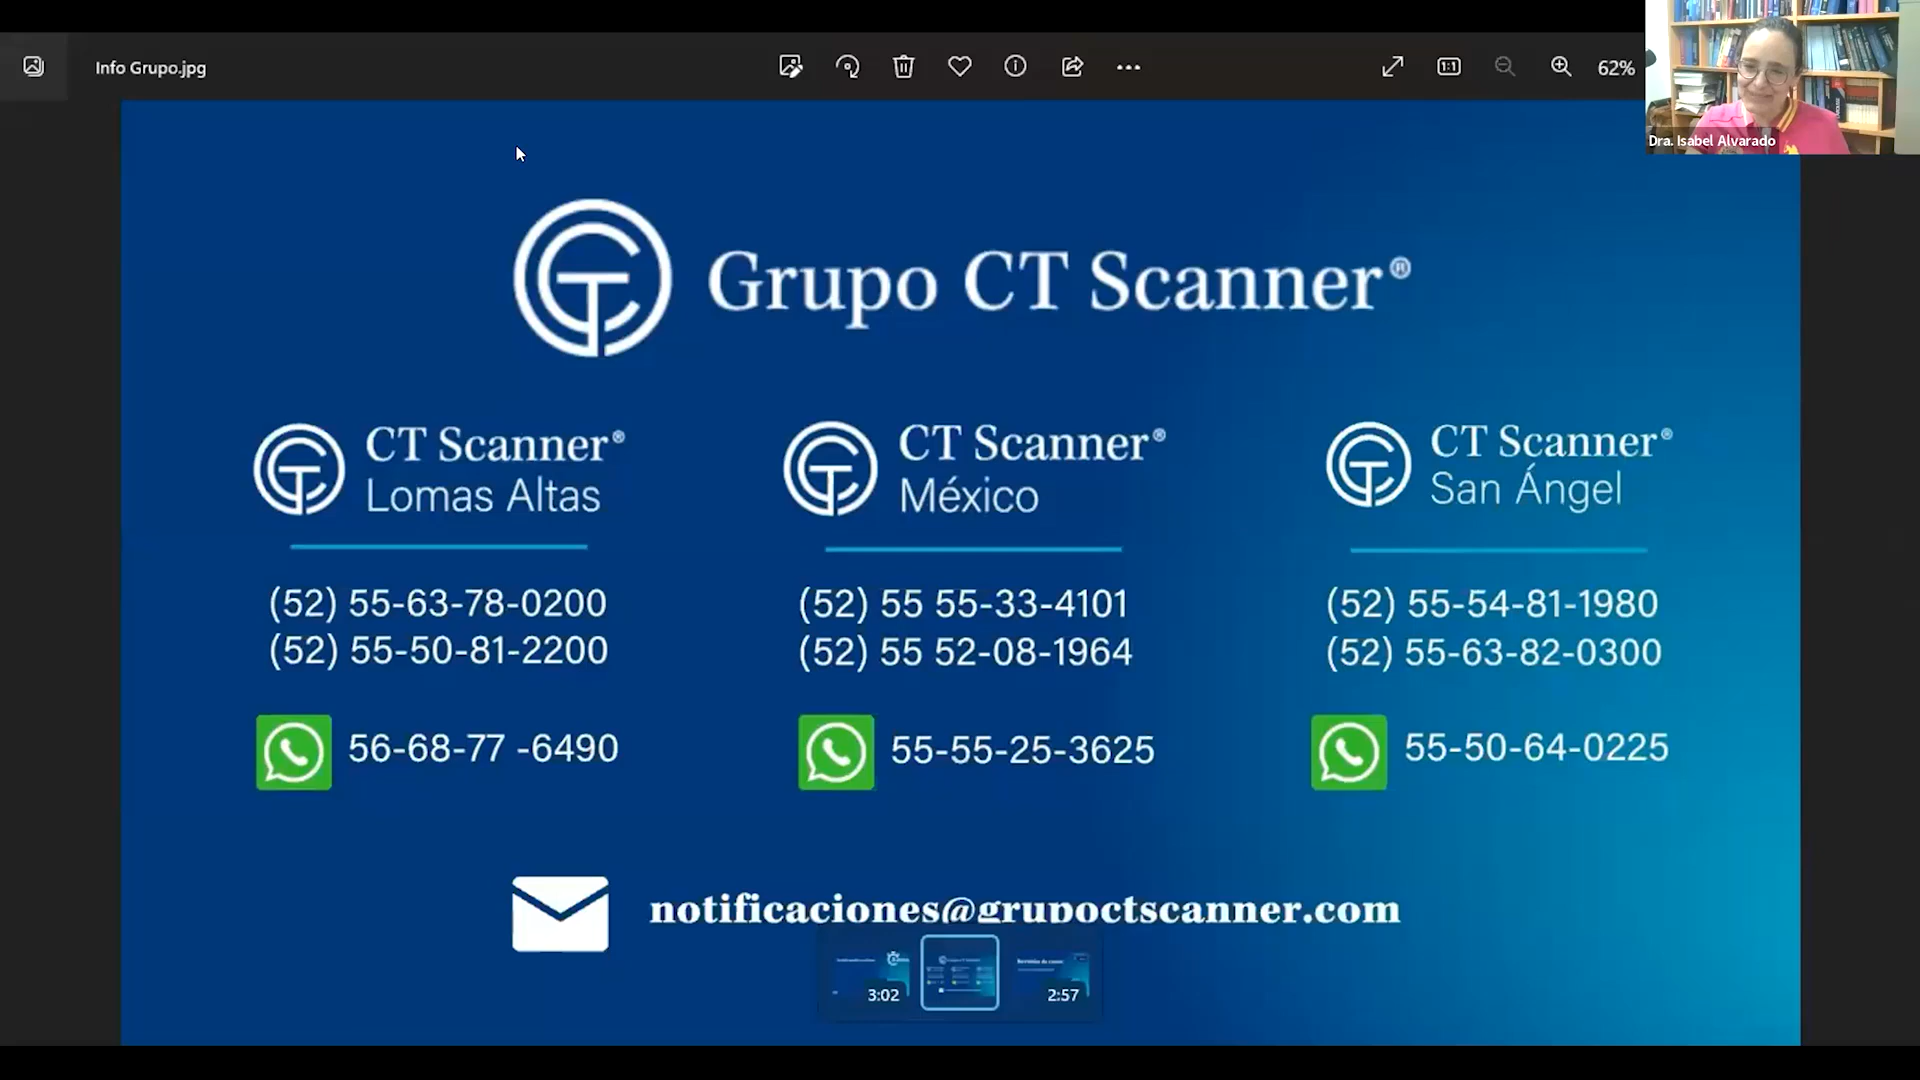 Info Grupo.jpg
62%
Dra. Isabel Alvarado
Grupo CT Scanner®
CT Scanner®
Lomas Altas
(52) 55-63-78-0200
(52) 55-50-81-2200
56-68-77 -6490
CT Scanner®
México
(52) 55 55-33-4101
(52) 55 52-08-1964
55-55-25-3625
CT Scanner®
San Ángel
(52) 55-54-81-1980
(52) 55-63-82-0300
55-50-64-0225
notificaciones@grupoctscanner.com
3:02
2:57